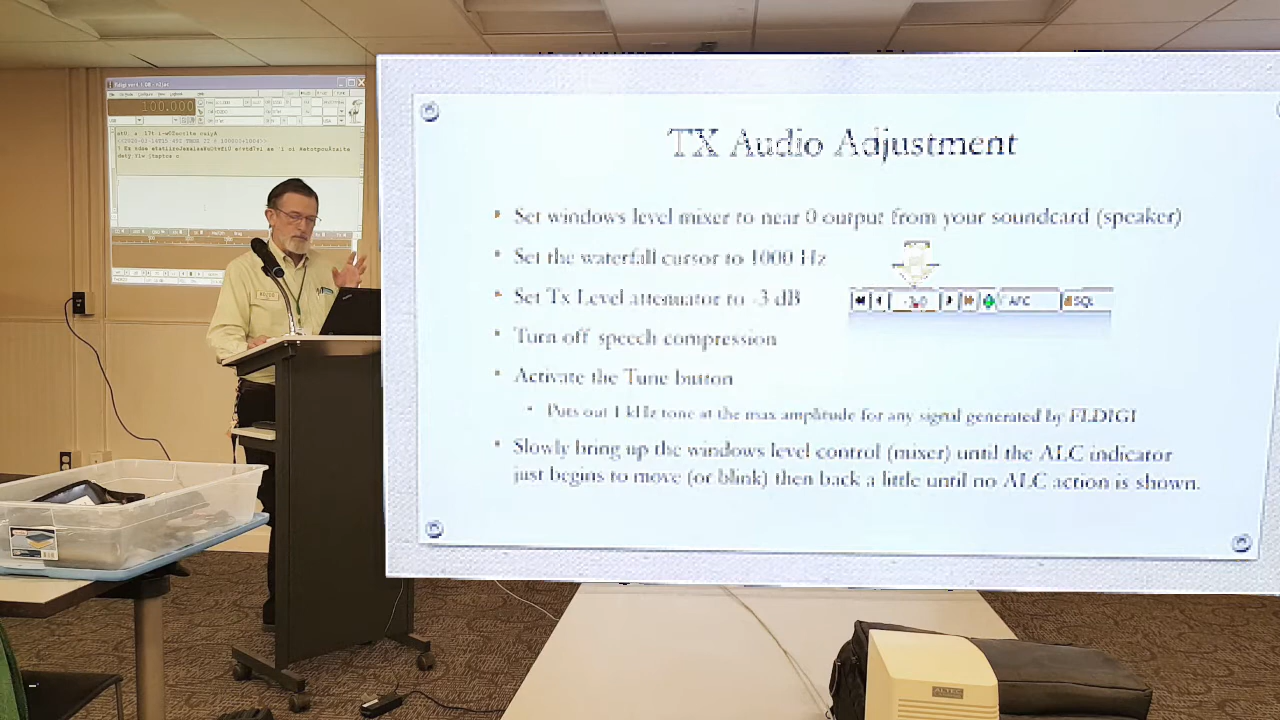 100.000
TX Audio Adjustment
Set windows level mixer to near 0 output from your soundcard (speaker)
Set the waterfall cursor to 1000 Hz
Set Tx Level attenuator to -3 dB
-3.0
AFC
SQL
Turn off speech compression
Activate the Tune button
Puts out 1 kHz tone at the max amplitude for any signal generated by FLDIGI
Slowly bring up the windows level control (mixer) until the ALC indicator
just begins to move (or blink) then back a little until no ALC action is shown.
ALTEC